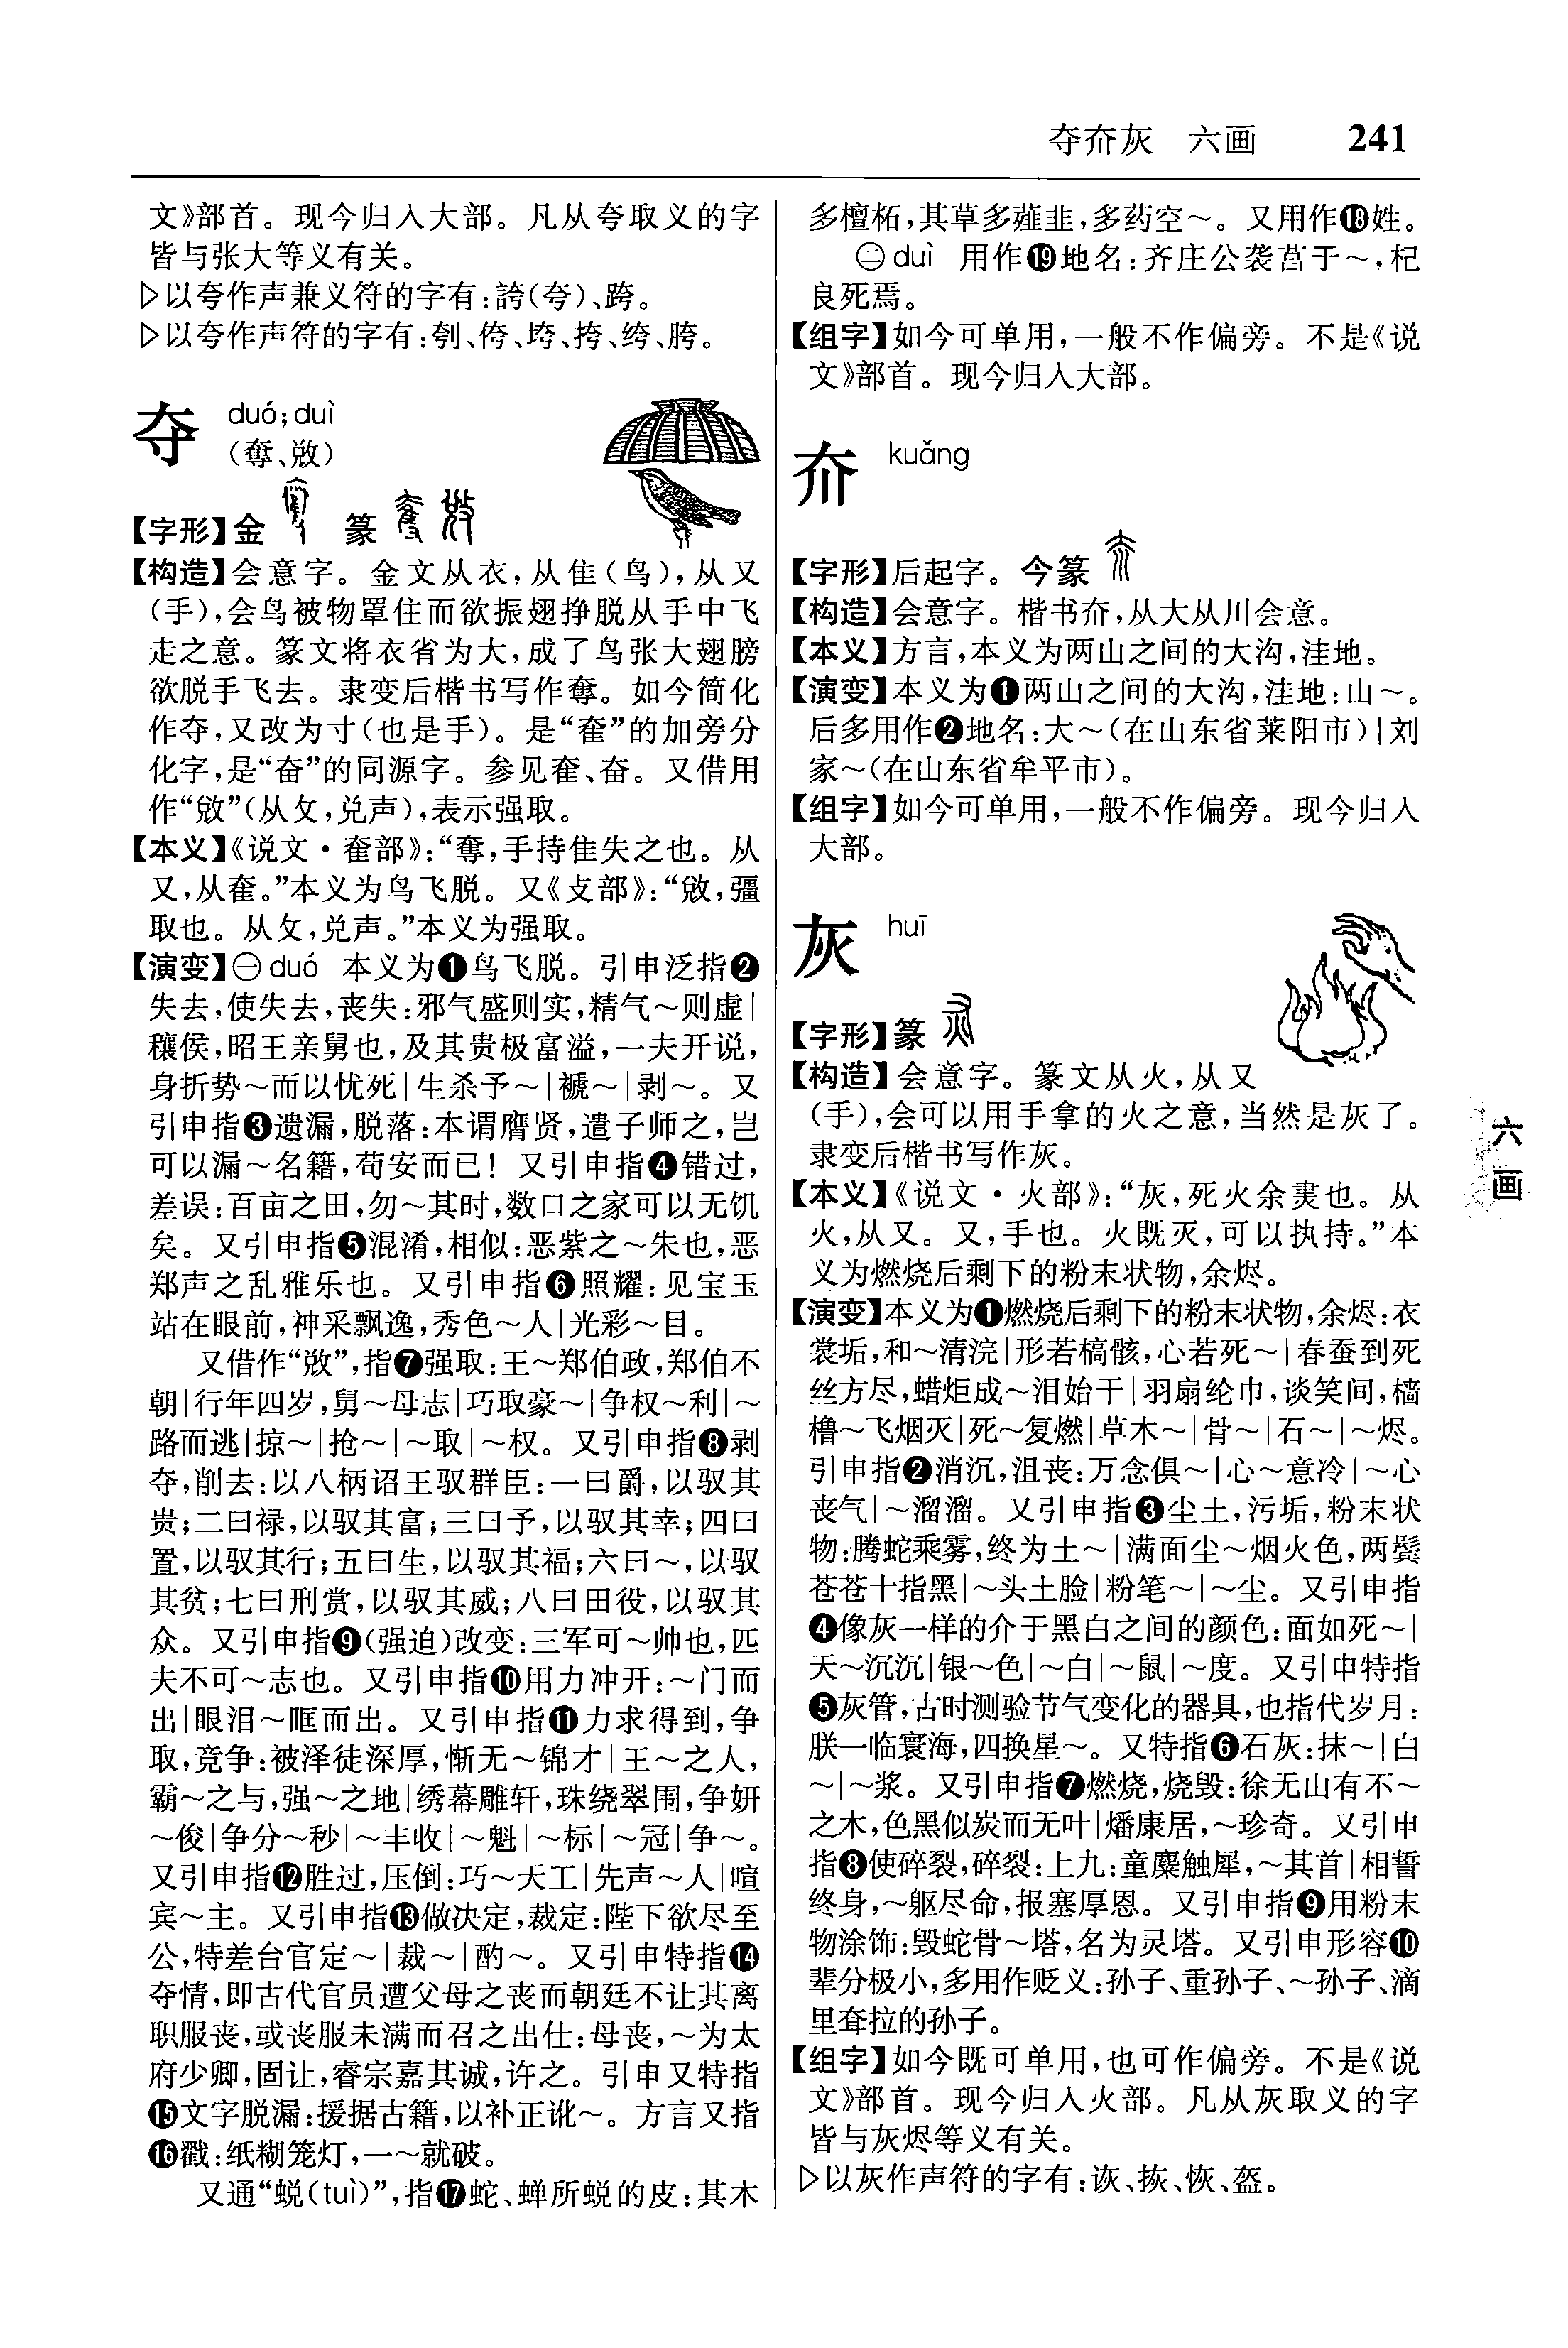 夺夼灰　六画　241
文》部首。现今归入大部。凡从夸取义的字
皆与张大等义有关。
▷以夸作声兼义符的字有:誇(夸)、跨。
▷以夸作声符的字有:刳、侉、垮、挎、绔、胯。
夺　duó;duì
（奪、敓）
【字形】金　篆
【构造】会意字。金文从衣,从隹(鸟),从又
(手),会鸟被物罩住而欲振翅挣脱从手中飞
走之意。篆文将衣省为大,成了鸟张大翅膀
欲脱手飞去。隶变后楷书写作奪。如今简化
作夺,又改为寸(也是手)。是“奞”的加旁分
化字,是“奋”的同源字。参见奞、奋。又借用
作“敓”(从攵,兑声),表示强取。
【本义】《说文·奞部》:“奪,手持隹失之也。从
又,从奞。”本义为鸟飞脱。又《攴部》:“敓,彊
取也。从攵,兑声。”本义为强取。
【演变】㊀duó　本义为❶鸟飞脱。引申泛指❷
失去,使失去,丧失:邪气盛则实,精气～则虚|
穰侯,昭王亲舅也,及其贵极富溢,一夫开说,
身折势～而以忧死|生杀予～|褫～|剥～。又
引申指❸遗漏,脱落:本谓膺贤,遣子师之,岂
可以漏～名籍,苟安而已! 又引申指❹错过,
差误:百亩之田,勿～其时,数口之家可以无饥
矣。又引申指❺混淆,相似:恶紫之～朱也,恶
郑声之乱雅乐也。又引申指❻照耀:见宝玉
站在眼前,神采飘逸,秀色～人|光彩～目。
又借作“敓”,指❼强取:王～郑伯政,郑伯不
朝|行年四岁,舅～母志|巧取豪～|争权～利|～
路而逃|掠～|抢～|～取|～权。又引申指❽剥
夺,削去:以八柄诏王驭群臣:一曰爵,以驭其
贵;二曰禄,以驭其富;三曰予,以驭其幸;四曰
置,以驭其行;五曰生,以驭其福;六曰～,以驭
其贫;七曰刑赏,以驭其威;八曰田役,以驭其
众。又引申指❾(强迫)改变:三军可～帅也,匹
夫不可～志也。又引申指❿用力冲开:～门而
出|眼泪～眶而出。又引申指⓫力求得到,争
取,竞争:被泽徒深厚,惭无～锦才|王～之人,
霸～之与,强～之地|绣幕雕轩,珠绕翠围,争妍
～俊|争分～秒|～丰收|～魁|～标|～冠|争～。
又引申指⓬胜过,压倒:巧～天工|先声～人|喧
宾～主。又引申指⓭做决定,裁定:陛下欲尽至
公,特差台官定～|裁～|酌～。又引申特指⓮
夺情,即古代官员遭父母之丧而朝廷不让其离
职服丧,或丧服未满而召之出仕:母丧,～为太
府少卿,固让,睿宗嘉其诚,许之。引申又特指
⓯文字脱漏:援据古籍,以补正讹～。方言又指
⓰戳:纸糊笼灯,一～就破。
又通“蜕(tuì)”,指⓱蛇、蝉所蜕的皮:其木
多檀柘,其草多薤韭,多药空～。又用作⓲姓。
㊁duì　用作⓳地名:齐庄公袭莒于～,杞
良死焉。
【组字】如今可单用,一般不作偏旁。不是《说
文》部首。现今归入大部。
夼　kuǎng
【字形】后起字。今篆
【构造】会意字。楷书夼,从大从川会意。
【本义】方言,本义为两山之间的大沟,洼地。
【演变】本义为❶两山之间的大沟,洼地:山～。
后多用作❷地名:大～(在山东省莱阳市)|刘
家～(在山东省牟平市)。
【组字】如今可单用,一般不作偏旁。现今归入
大部。
灰　huī
【字形】篆
【构造】会意字。篆文从火,从又
(手),会可以用手拿的火之意,当然是灰了。
隶变后楷书写作灰。
【本义】《说文·火部》:“灰,死火余㶳也。从
火,从又。又,手也。火既灭,可以执持。”本
义为燃烧后剩下的粉末状物,余烬。
【演变】本义为❶燃烧后剩下的粉末状物,余烬:衣
裳垢,和～清浣|形若槁骸,心若死～|春蚕到死
丝方尽,蜡炬成～泪始干|羽扇纶巾,谈笑间,樯
橹～飞烟灭|死～复燃|草木～|骨～|石～|～烬。
引申指❷消沉,沮丧:万念俱～|心～意冷|～心
丧气|～溜溜。又引申指❸尘土,污垢,粉末状
物:腾蛇乘雾,终为土～|满面尘～烟火色,两鬓
苍苍十指黑|～头土脸|粉笔～|～尘。又引申指
❹像灰一样的介于黑白之间的颜色:面如死～|
天～沉沉|银～色|～白|～鼠|～度。又引申特指
❺灰管,古时测验节气变化的器具,也指代岁月:
朕一临寰海,四换星～。又特指❻石灰:抹～|白
～|～浆。又引申指❼燃烧,烧毁:徐无山有不～
之木,色黑似炭而无叶|燔康居,～珍奇。又引申
指❽使碎裂,碎裂:上九:童麋触犀,～其首|相誓
终身,～躯尽命,报塞厚恩。又引申指❾用粉末
物涂饰:毁蛇骨～塔,名为灵塔。又引申形容❿
辈分极小,多用作贬义:孙子、重孙子、～孙子、滴
里耷拉的孙子。
【组字】如今既可单用,也可作偏旁。不是《说
文》部首。现今归入火部。凡从灰取义的字
皆与灰烬等义有关。
▷以灰作声符的字有:诙、拻、恢、盔。
六画